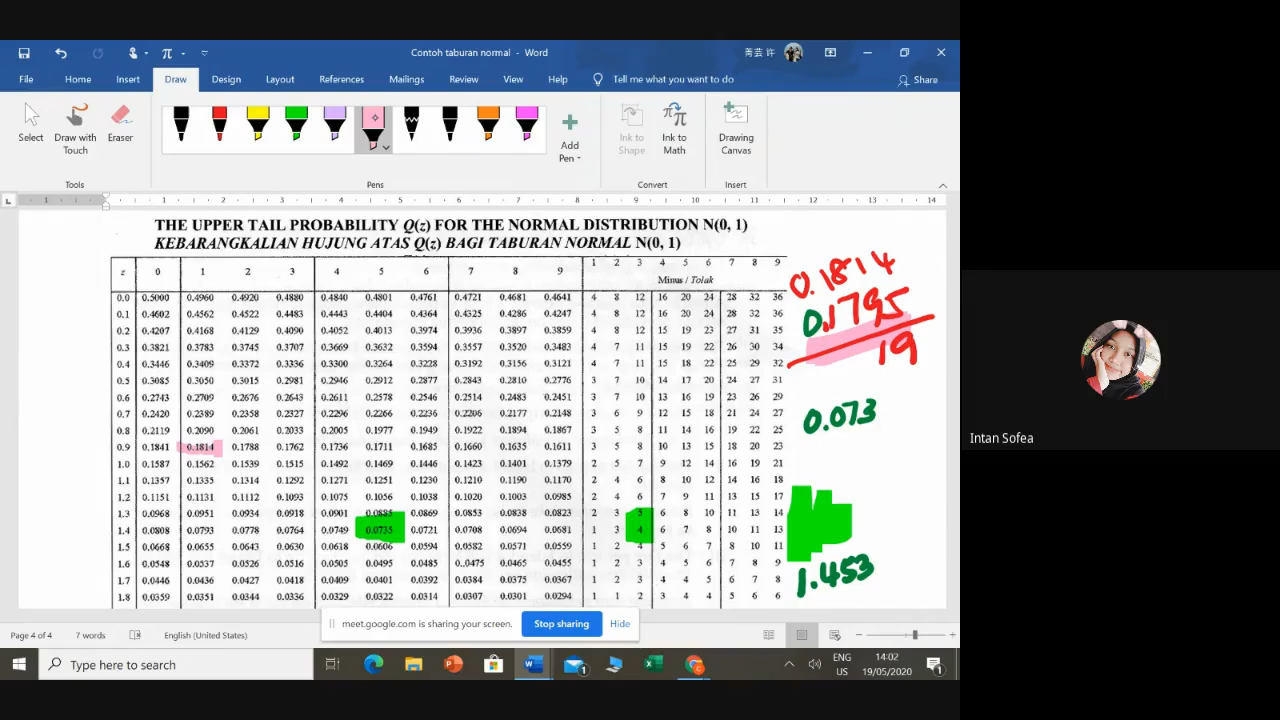 Contoh taburan normal - Word
菁芸 许
File Home Insert Draw Design Layout References Mailings Review View Help Tell me what you want to do Share
Select
Draw with Touch
Eraser
Add Pen
Ink to Shape
Ink to Math
Drawing Canvas
Tools Pens Convert Insert
1 1 2 3 4 5 6 7 8 9 10 11 12 13 14
THE UPPER TAIL PROBABILITY Q(z) FOR THE NORMAL DISTRIBUTION N(0, 1)
KEBARANGKALIAN HUJUNG ATAS Q(z) BAGI TABURAN NORMAL N(0, 1)
z 0 1 2 3 4 5 6 7 8 9 1 2 3 4 5 6 7 8 9
Minus / Tolak
0.0 0.5000 0.4960 0.4920 0.4880 0.4840 0.4801 0.4761 0.4721 0.4681 0.4641 4 8 12 16 20 24 28 32 36
0.1 0.4602 0.4562 0.4522 0.4483 0.4443 0.4404 0.4364 0.4325 0.4286 0.4247 4 8 12 16 20 24 28 32 36
0.2 0.4207 0.4168 0.4129 0.4090 0.4052 0.4013 0.3974 0.3936 0.3897 0.3859 4 8 12 15 19 23 27 31 35
0.3 0.3821 0.3783 0.3745 0.3707 0.3669 0.3632 0.3594 0.3557 0.3520 0.3483 4 7 11 15 19 22 26 30 34
0.4 0.3446 0.3409 0.3372 0.3336 0.3300 0.3264 0.3228 0.3192 0.3156 0.3121 4 7 11 15 18 22 25 29 32
0.5 0.3085 0.3050 0.3015 0.2981 0.2946 0.2912 0.2877 0.2843 0.2810 0.2776 3 7 10 14 17 20 24 27 31
0.6 0.2743 0.2709 0.2676 0.2643 0.2611 0.2578 0.2546 0.2514 0.2483 0.2451 3 7 10 13 16 19 23 26 29
0.7 0.2420 0.2389 0.2358 0.2327 0.2296 0.2266 0.2236 0.2206 0.2177 0.2148 3 6 9 12 15 18 21 24 27
0.8 0.2119 0.2090 0.2061 0.2033 0.2005 0.1977 0.1949 0.1922 0.1894 0.1867 3 5 8 11 14 16 19 22 25
0.9 0.1841 0.1814 0.1788 0.1762 0.1736 0.1711 0.1685 0.1660 0.1635 0.1611 3 5 8 10 13 15 18 20 23
1.0 0.1587 0.1562 0.1539 0.1515 0.1492 0.1469 0.1446 0.1423 0.1401 0.1379 2 5 7 9 12 14 16 19 21
1.1 0.1357 0.1335 0.1314 0.1292 0.1271 0.1251 0.1230 0.1210 0.1190 0.1170 2 4 6 8 10 12 14 16 18
1.2 0.1151 0.1131 0.1112 0.1093 0.1075 0.1056 0.1038 0.1020 0.1003 0.0985 2 4 6 7 9 11 13 15 17
1.3 0.0968 0.0951 0.0934 0.0918 0.0901 0.0885 0.0869 0.0853 0.0838 0.0823 2 3 5 6 8 10 11 13 14
1.4 0.0808 0.0793 0.0778 0.0764 0.0749 0.0735 0.0721 0.0708 0.0694 0.0681 1 3 4 6 7 8 10 11 13
1.5 0.0668 0.0655 0.0643 0.0630 0.0618 0.0606 0.0594 0.0582 0.0571 0.0559 1 2 4 5 6 7 8 10 11
1.6 0.0548 0.0537 0.0526 0.0516 0.0505 0.0495 0.0485 0..0475 0.0465 0.0455 1 2 3 4 5 6 7 8 9
1.7 0.0446 0.0436 0.0427 0.0418 0.0409 0.0401 0.0392 0.0384 0.0375 0.0367 1 2 3 4 4 5 6 7 8
1.8 0.0359 0.0351 0.0344 0.0336 0.0329 0.0322 0.0314 0.0307 0.0301 0.0294 1 1 2 3 4 4 5 6 6
0.1814
0.1795
19
0.073
1.453
Intan Sofea
meet.google.com is sharing your screen. Stop sharing Hide
Page 4 of 4 7 words English (United States)
Type here to search
ENG
US
14:02
19/05/2020